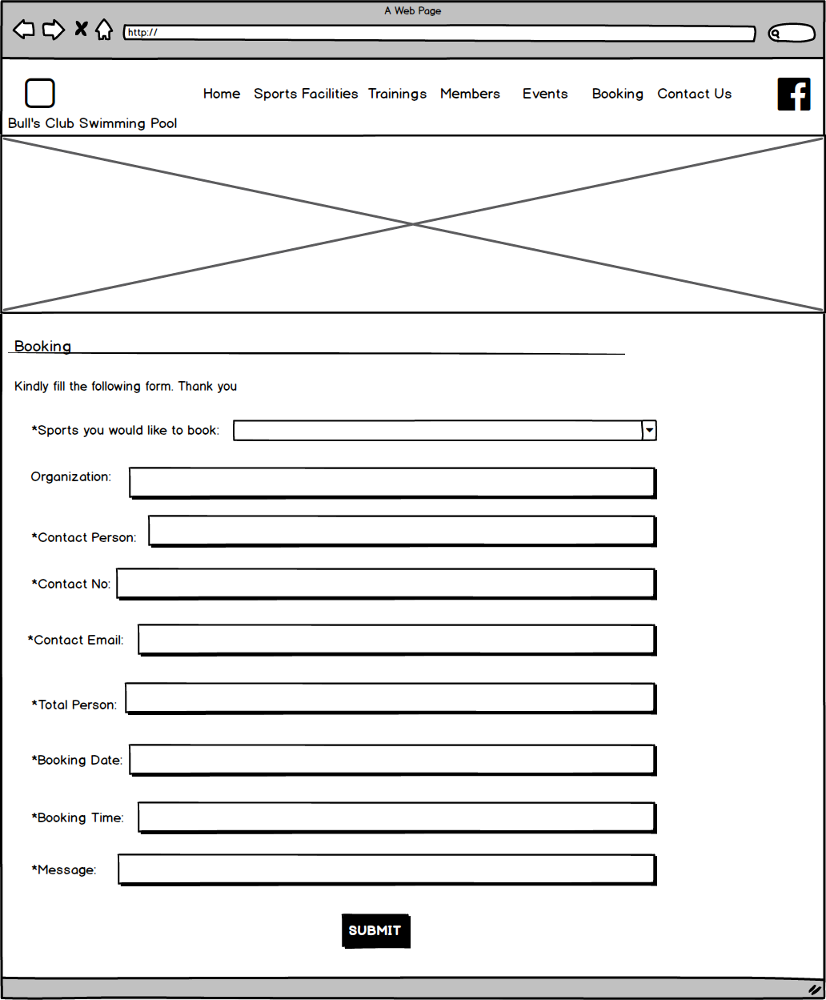 A Web Page
http://
Home Sports Facilities Trainings Members Events Booking Contact Us
Bull's Club Swimming Pool
Booking
Kindly fill the following form. Thank you
*Sports you would like to book:
Organization:
*Contact Person:
*Contact No:
*Contact Email:
*Total Person:
*Booking Date:
*Booking Time:
*Message:
SUBMIT